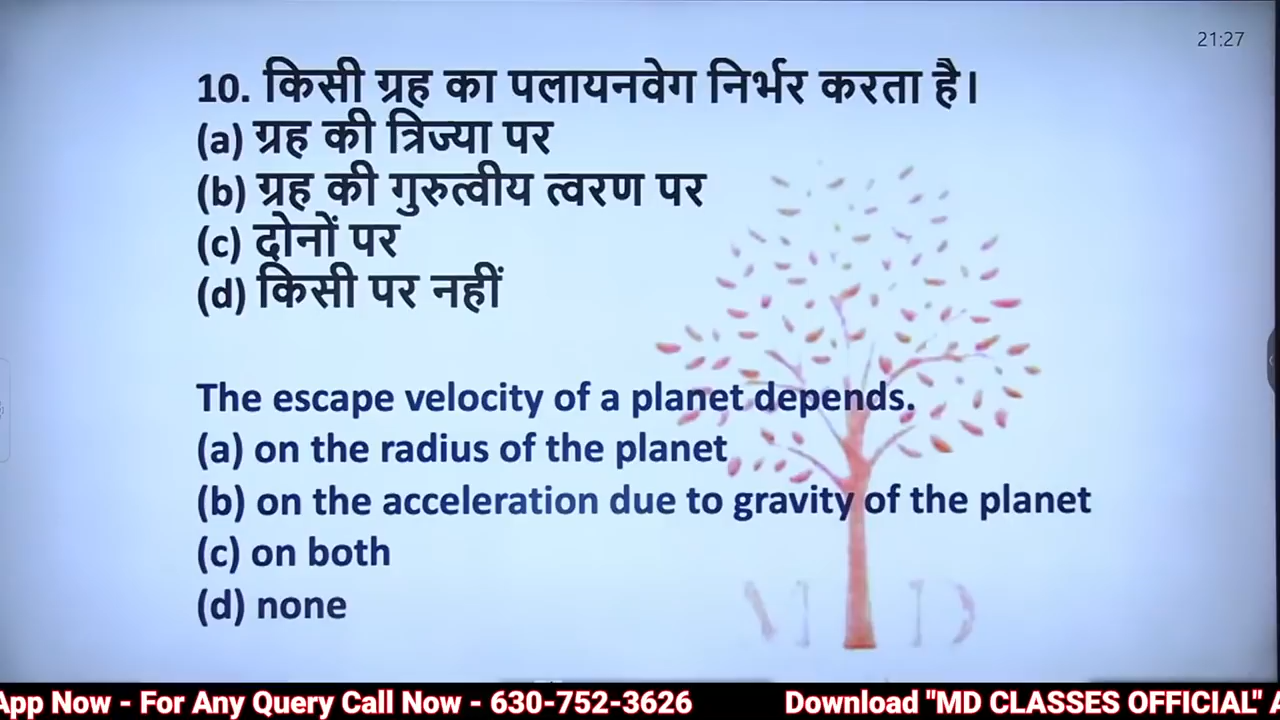 21:27
10. किसी ग्रह का पलायनवेग निर्भर करता है।
(a) ग्रह की त्रिज्या पर
(b) ग्रह की गुरुत्वीय त्वरण पर
(c) दोनों पर
(d) किसी पर नहीं
The escape velocity of a planet depends.
(a) on the radius of the planet
(b) on the acceleration due to gravity of the planet
(c) on both
(d) none
M D
App Now - For Any Query Call Now - 630-752-3626 Download "MD CLASSES OFFICIAL" A